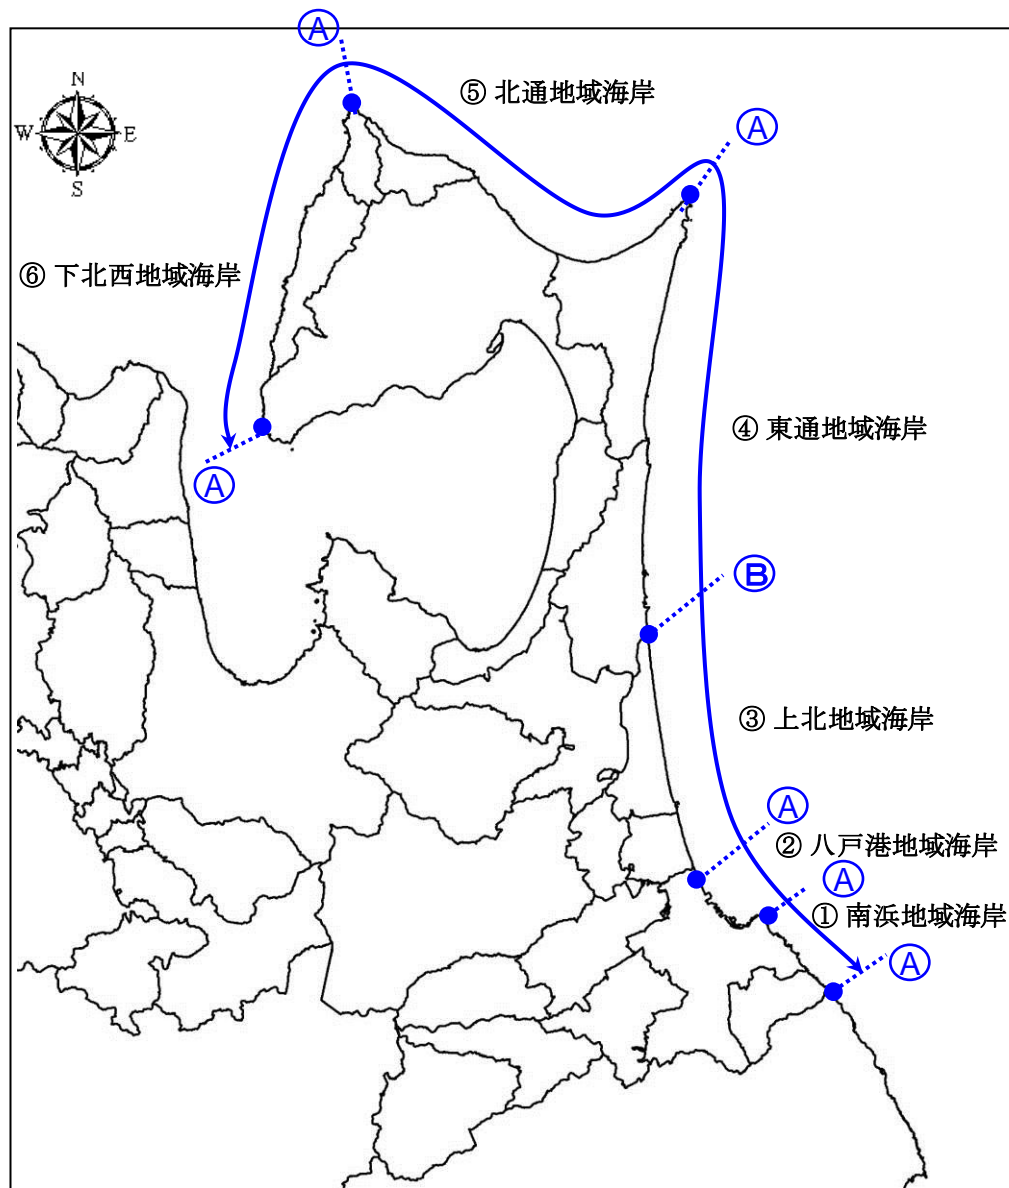 Ⓐ
⑤ 北通地域海岸
N
W E
S
Ⓐ
⑥ 下北西地域海岸
④ 東通地域海岸
Ⓐ
Ⓑ
③ 上北地域海岸
Ⓐ
② 八戸港地域海岸
Ⓐ
① 南浜地域海岸
Ⓐ